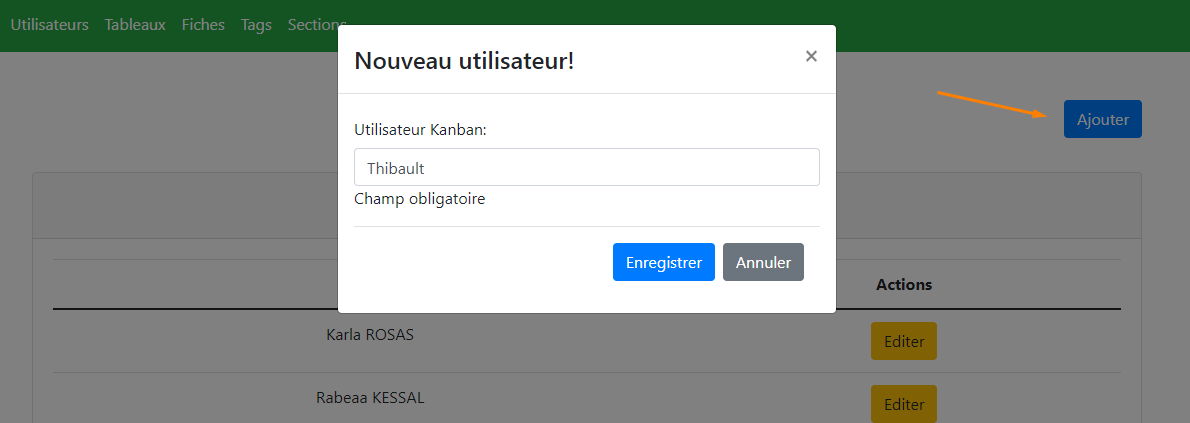 Utilisateurs Tableaux Fiches Tags Sections
Nouveau utilisateur! ×
Ajouter
Utilisateur Kanban:
Thibault
Champ obligatoire
Enregistrer Annuler
Actions
Karla ROSAS Editer
Rabeaa KESSAL Editer